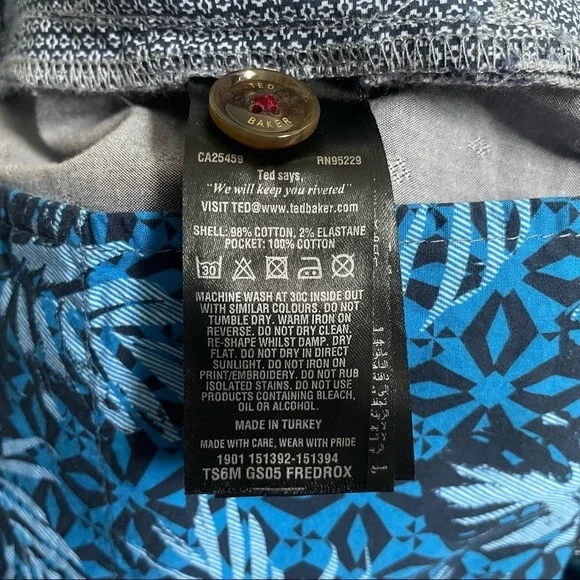 TED
BAKER
CA25459 RN95229
Ted says,
"We will keep you riveted"
VISIT TED@www.tedbaker.com
SHELL: 98% COTTON, 2% ELASTANE
POCKET: 100% COTTON
30
MACHINE WASH AT 30C INSIDE OUT
WITH SIMILAR COLOURS. DO NOT
TUMBLE DRY. WARM IRON ON
REVERSE. DO NOT DRY CLEAN.
RE-SHAPE WHILST DAMP. DRY
FLAT. DO NOT DRY IN DIRECT
SUNLIGHT. DO NOT IRON ON
PRINT/EMBROIDERY. DO NOT RUB
ISOLATED STAINS. DO NOT USE
PRODUCTS CONTAINING BLEACH,
OIL OR ALCOHOL.
MADE IN TURKEY
MADE WITH CARE, WEAR WITH PRIDE
1901 151392-151394
TS6M GS05 FREDROX